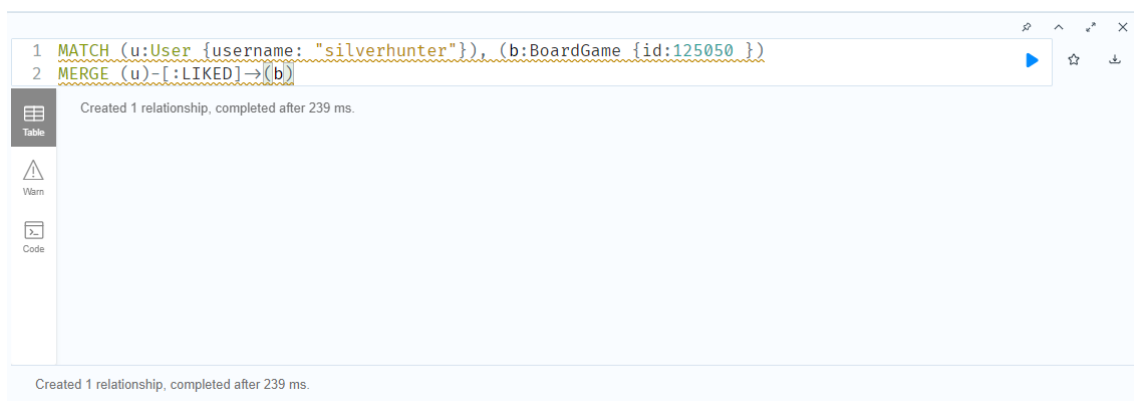 1 MATCH (u:User {username: "silverhunter"}), (b:BoardGame {id:125050 })
2 MERGE (u)-[:LIKED]→(b)
Table
Created 1 relationship, completed after 239 ms.
Warn
Code
Created 1 relationship, completed after 239 ms.